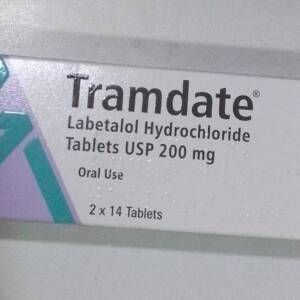 Tramdate®
Labetalol Hydrochloride
Tablets USP 200 mg
Oral Use
2 x 14 Tablets